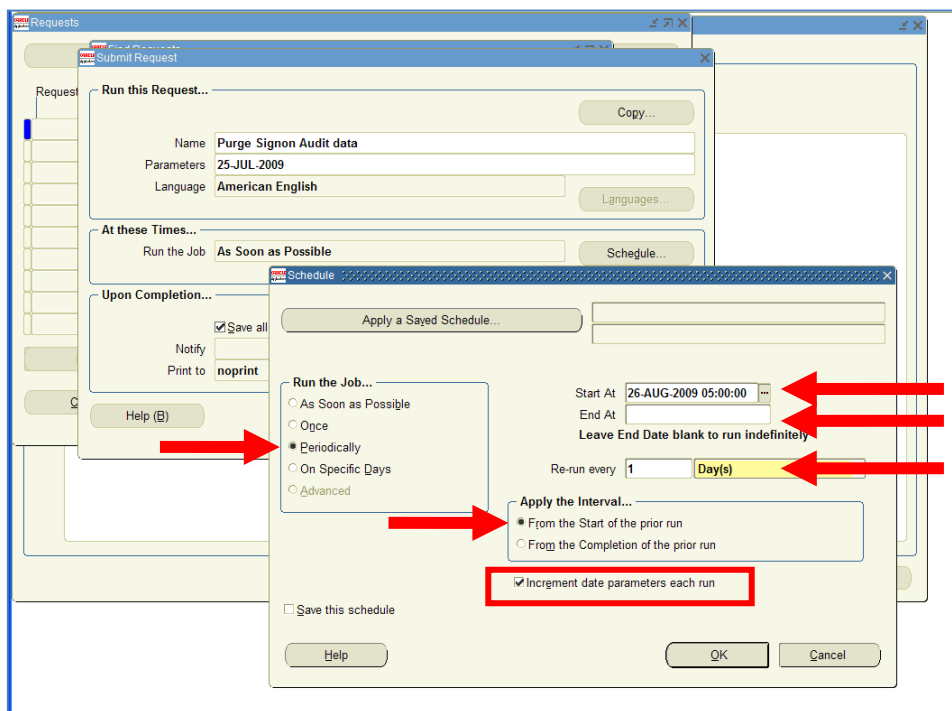 Requests
Find Requests
Submit Request
Request
Run this Request...
Copy...
Name Purge Signon Audit data
Parameters 25-JUL-2009
Language American English
Languages...
At these Times...
Run the Job As Soon as Possible
Schedule...
Upon Completion...
Save all
Notify
Print to noprint
Help (B)
Schedule
Apply a Saved Schedule...
Run the Job...
As Soon as Possible
Once
Periodically
On Specific Days
Advanced
Start At 26-AUG-2009 05:00:00
End At
Leave End Date blank to run indefinitely
Re-run every 1 Day(s)
Apply the Interval...
From the Start of the prior run
From the Completion of the prior run
Increment date parameters each run
Save this schedule
Help
OK
Cancel